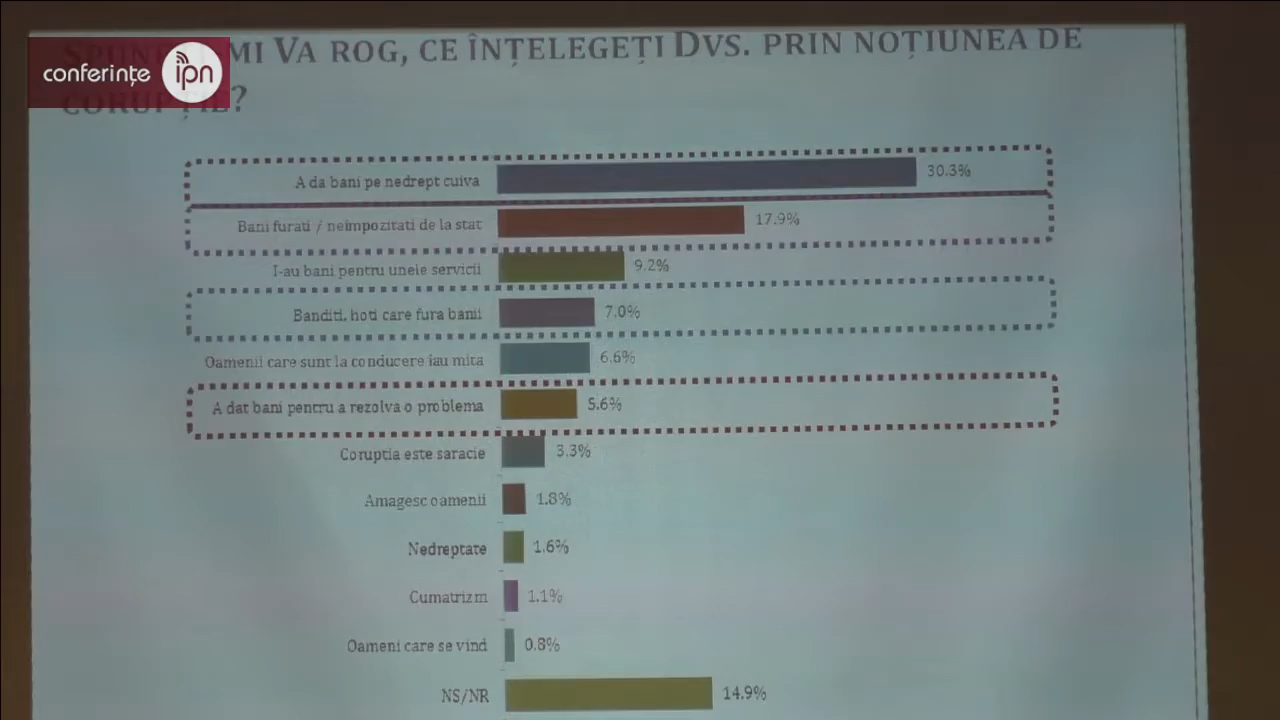 conferințe ipn
MI VA ROG, CE ÎNȚELEGEȚI DVS. PRIN NOȚIUNEA DE
CORUPȚIE?
A da bani pe nedrept cuiva 30.3%
Bani furati / neimpozitati de la stat 17.9%
I-au bani pentru unele servicii 9.2%
Banditi, hoti care fura banii 7.0%
Oamenii care sunt la conducere iau mita 6.6%
A dat bani pentru a rezolva o problema 5.6%
Coruptia este saracie 3.3%
Amagesc oamenii 1.8%
Nedreptate 1.6%
Cumatrizm 1.1%
Oameni care se vind 0.8%
NS/NR 14.9%